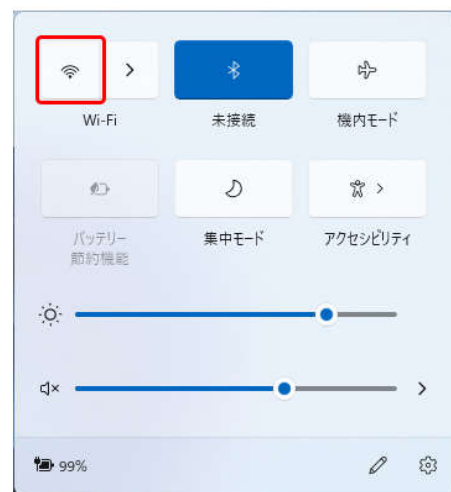 Wi-Fi
未接続
機内モード
バッテリー
節約機能
集中モード
アクセシビリティ
99%